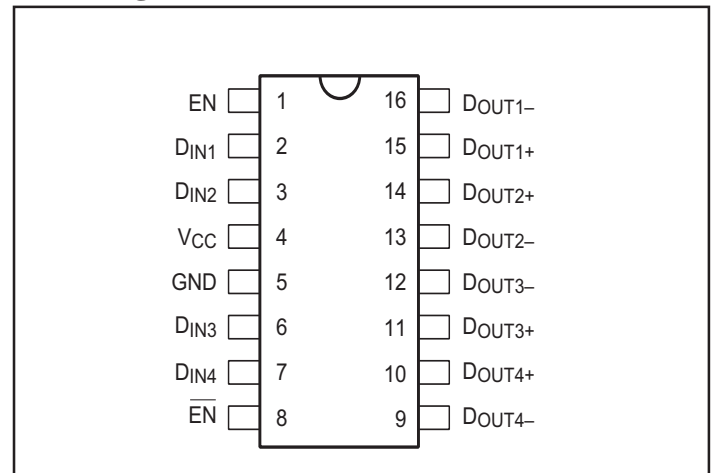 EN 1 16 DOUT1–
DIN1 2 15 DOUT1+
DIN2 3 14 DOUT2+
VCC 4 13 DOUT2–
GND 5 12 DOUT3–
DIN3 6 11 DOUT3+
DIN4 7 10 DOUT4+
E̅N̅ 8 9 DOUT4–